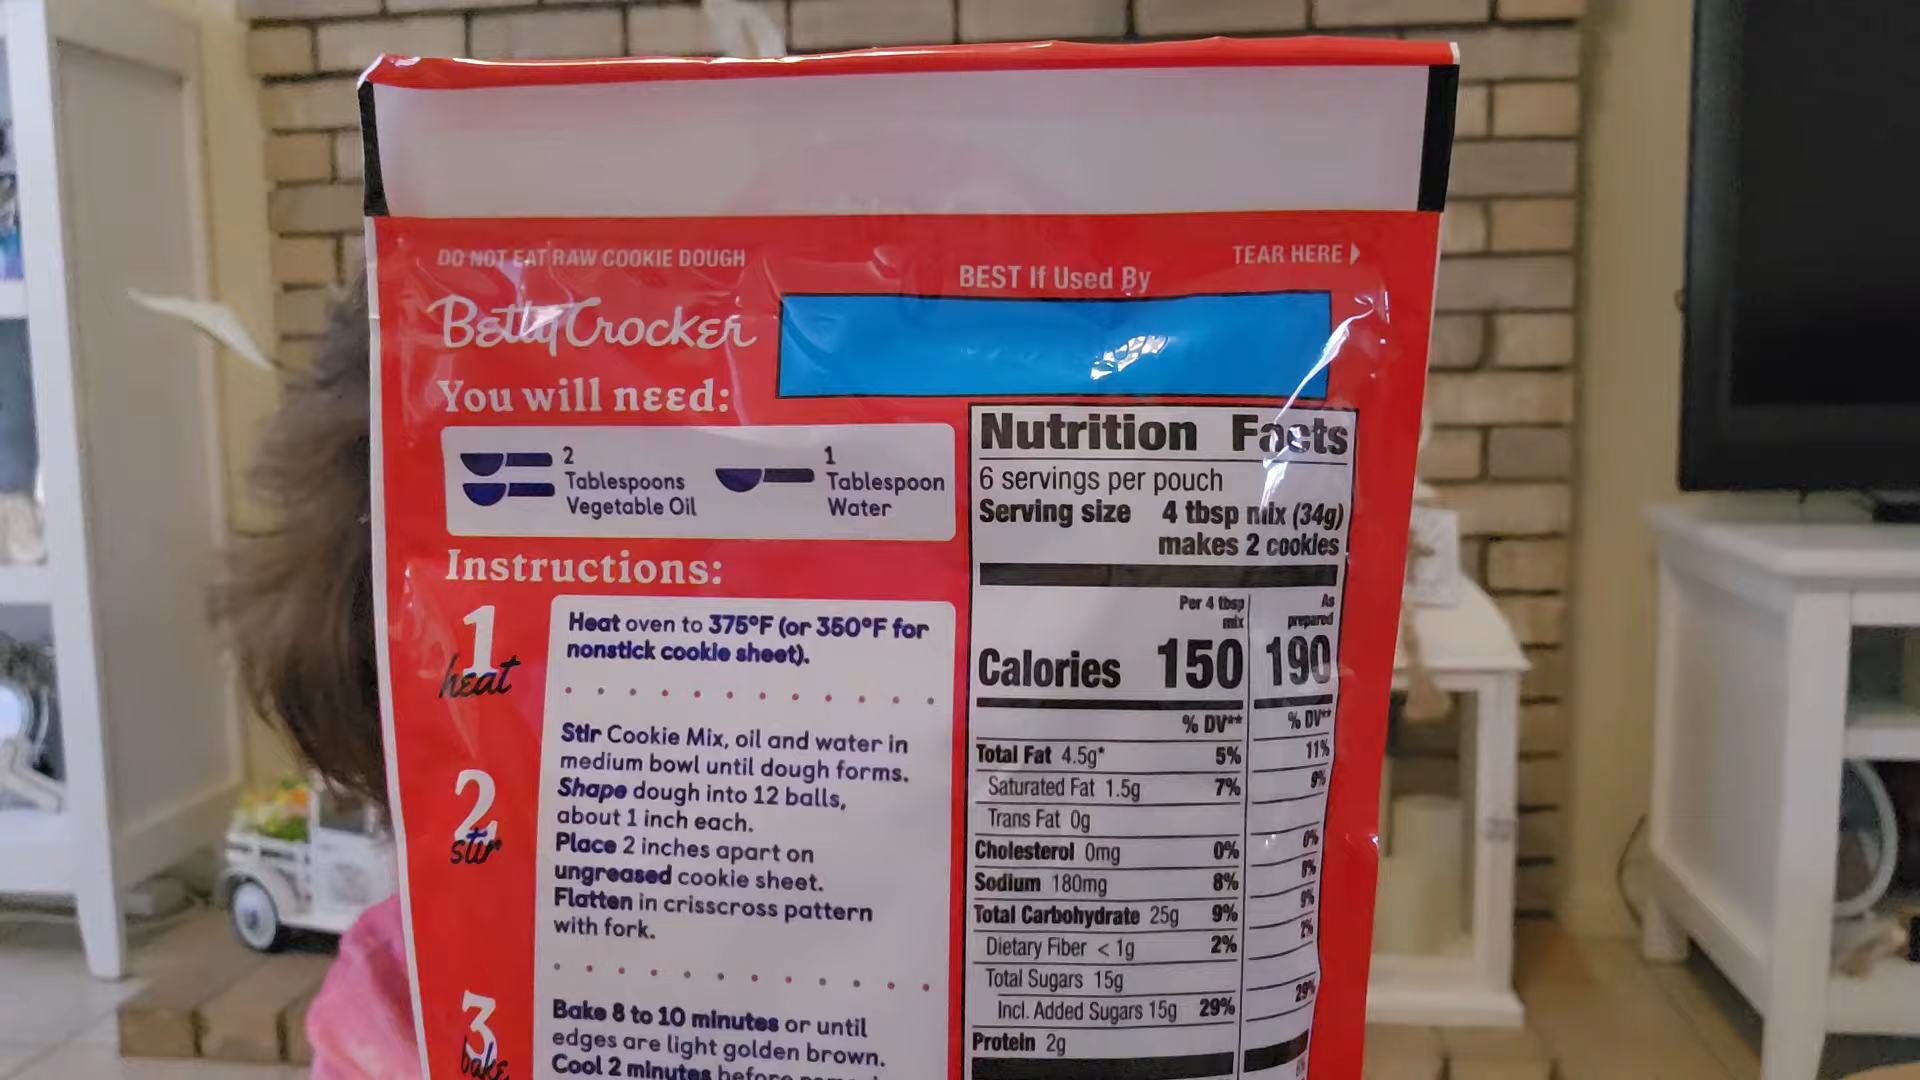 DO NOT EAT RAW COOKIE DOUGH
TEAR HERE
BEST If Used By
Betty Crocker
You will need:
2
Tablespoons
Vegetable Oil
1
Tablespoon
Water
Instructions:
1
heat
Heat oven to 375°F (or 350°F for
nonstick cookie sheet).
2
stir
Stir Cookie Mix, oil and water in
medium bowl until dough forms.
Shape dough into 12 balls,
about 1 inch each.
Place 2 inches apart on
ungreased cookie sheet.
Flatten in crisscross pattern
with fork.
3
bake
Bake 8 to 10 minutes or until
edges are light golden brown.
Cool 2 minutes before
Nutrition Facts
6 servings per pouch
Serving size 4 tbsp mix (34g)
makes 2 cookies
Per 4 tbsp mix
As prepared
Calories 150 190
% DV** % DV**
Total Fat 4.5g* 5% 11%
Saturated Fat 1.5g 7% 9%
Trans Fat 0g
Cholesterol 0mg 0% 0%
Sodium 180mg 8% 8%
Total Carbohydrate 25g 9% 9%
Dietary Fiber < 1g 2% 2%
Total Sugars 15g
Incl. Added Sugars 15g 29% 29%
Protein 2g